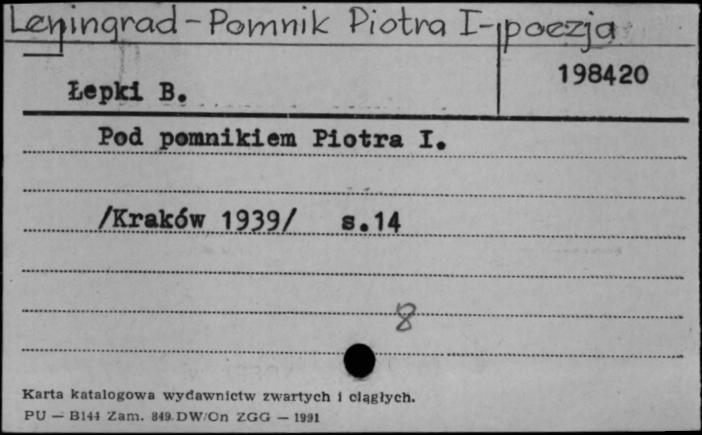 Leningrad - Pomnik Piotra I - poezja
Łepki B.
198420
Pod pomnikiem Piotra I.
/Kraków 1939/ s.14
8
Karta katalogowa wydawnictw zwartych i ciągłych.
PU — B144 Zam. 849 DW/On ZGG — 1991